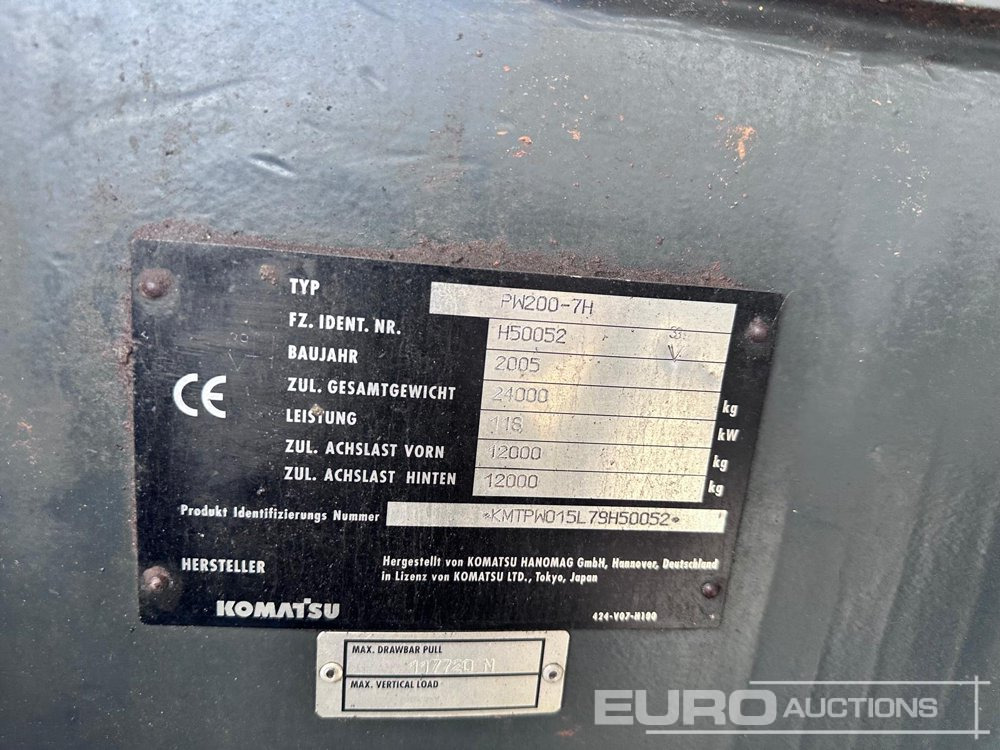 TYP PW200-7H
FZ. IDENT. NR. H50052
BAUJAHR 2005
ZUL. GESAMTGEWICHT 24000 kg
LEISTUNG 118 kW
ZUL. ACHSLAST VORN 12000 kg
ZUL. ACHSLAST HINTEN 12000 kg
CE
Produkt Identifizierungs Nummer *KMTPW015L79H50052*
HERSTELLER Hergestellt von KOMATSU HANOMAG GmbH, Hannover, Deutschland
in Lizenz von KOMATSU LTD., Tokyo, Japan
KOMATSU 424-V07-H100
MAX. DRAWBAR PULL
117720 N
MAX. VERTICAL LOAD
EURO AUCTIONS